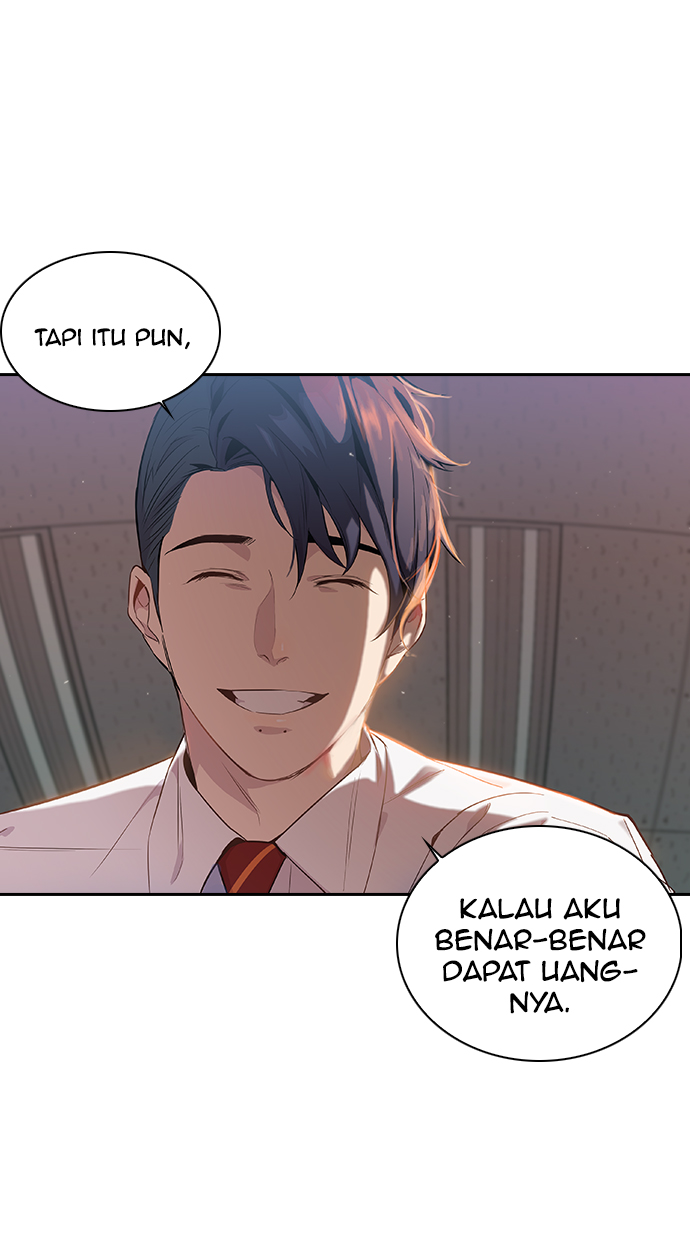 TAPI ITU PUN,
KALAU AKU
BENAR-BENAR
DAPAT UANG-
NYA.